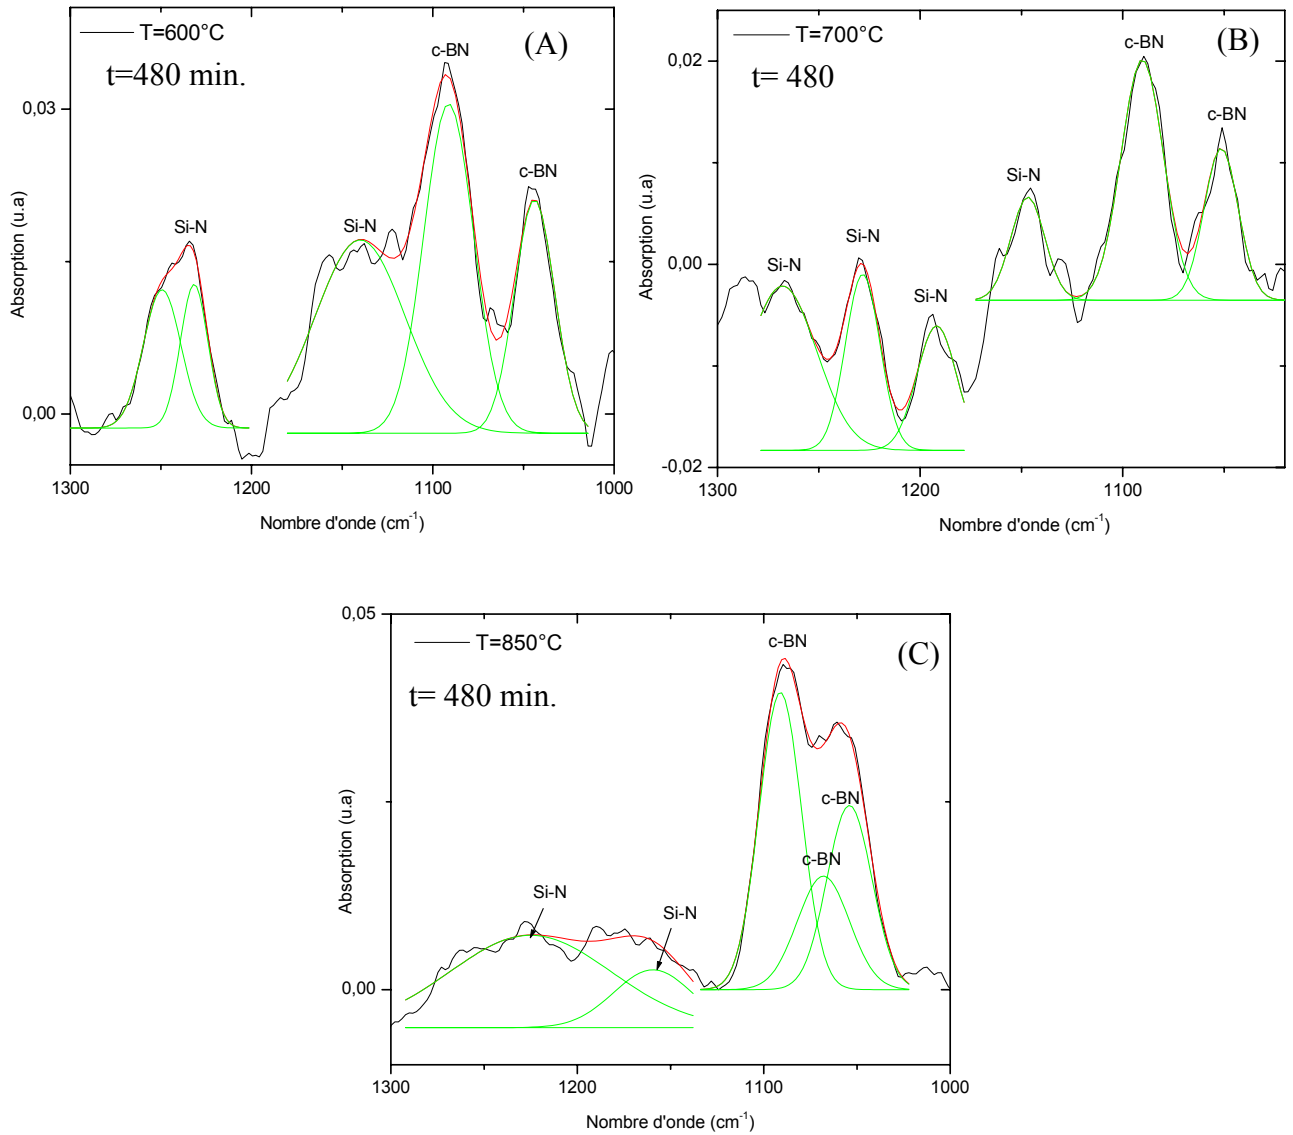 T=600°C
(A)
t=480 min.
c-BN
c-BN
Si-N
Si-N
0,03
0,00
Absorption (u.a)
1300
1200
1100
1000
Nombre d'onde (cm⁻¹)
T=700°C
(B)
t= 480
c-BN
c-BN
Si-N
Si-N
Si-N
Si-N
0,02
0,00
-0,02
Absorption (u.a)
1300
1200
1100
Nombre d'onde (cm⁻¹)
T=850°C
(C)
t= 480 min.
c-BN
c-BN
c-BN
Si-N
Si-N
0,05
0,00
Absorption (u.a)
1300
1200
1100
1000
Nombre d'onde (cm⁻¹)